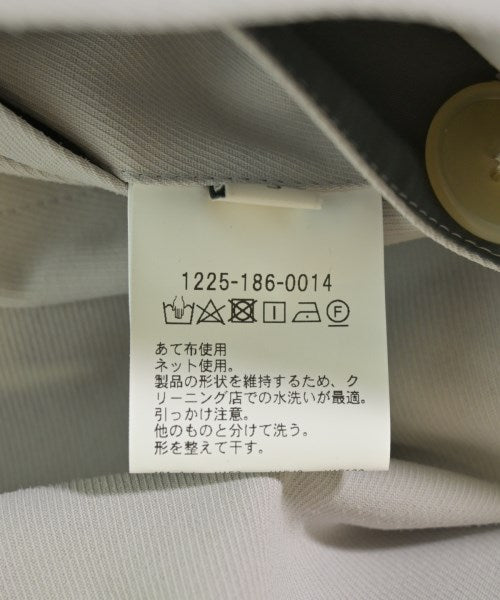 1225-186-0014
F
あて布使用
ネット使用。
製品の形状を維持するため、ク
リーニング店での水洗いが最適。
引っかけ注意。
他のものと分けて洗う。
形を整えて干す。